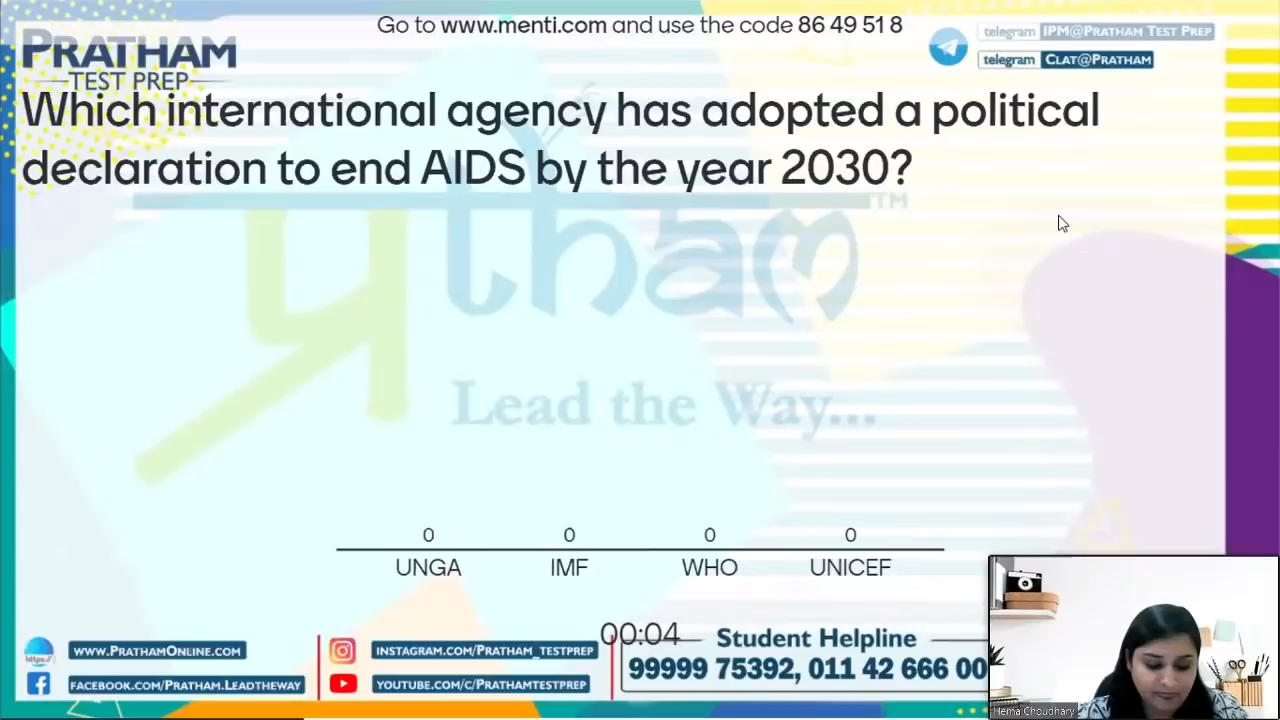 Go to www.menti.com and use the code 86 49 51 8
PRATHAM
TEST PREP
telegram IPM@PRATHAM TEST PREP
telegram CLAT@PRATHAM
Which international agency has adopted a political
declaration to end AIDS by the year 2030?
प्रthaम TM
Lead the Way...
0 0 0 0
UNGA IMF WHO UNICEF
00:04
https://
WWW.PRATHAMONLINE.COM
FACEBOOK.COM/PRATHAM.LEADTHEWAY
INSTAGRAM.COM/PRATHAM_TESTPREP
YOUTUBE.COM/C/PRATHAMTESTPREP
Student Helpline
99999 75392, 011 42 666 00
Hema Choudhary